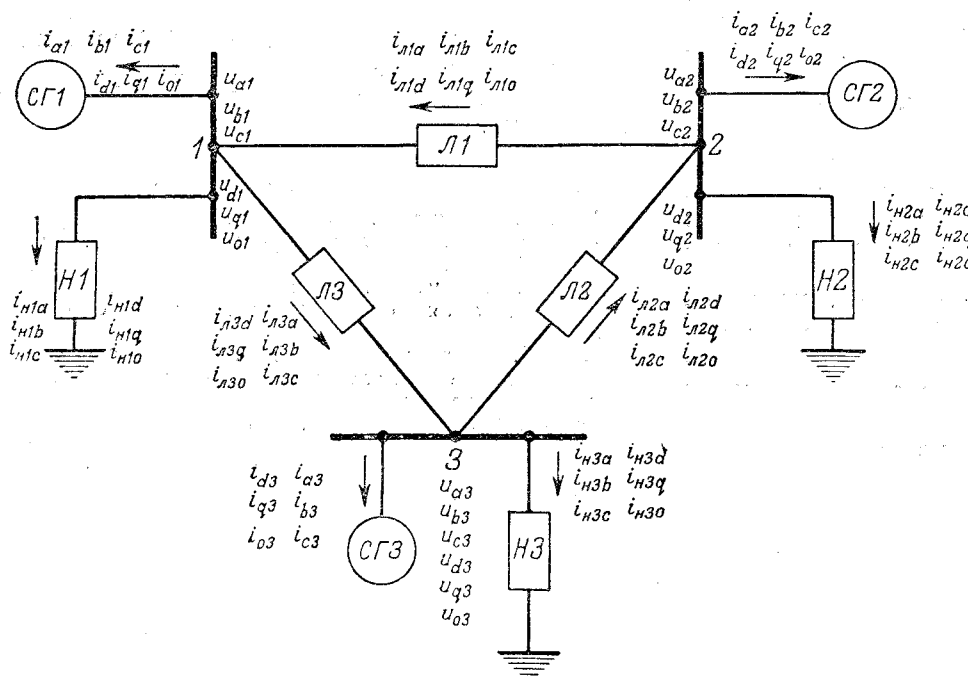 i_a1 i_b1 i_c1
i_d1 i_q1 i_o1
СГ1
u_a1
u_b1
u_c1
1
u_d1
u_q1
u_o1
Н1
i_н1a i_н1d
i_н1b i_н1q
i_н1c i_н1o
i_л1a i_л1b i_л1c
i_л1d i_л1q i_л1o
Л1
i_a2 i_b2 i_c2
i_d2 i_q2 i_o2
СГ2
u_a2
u_b2
u_c2
2
u_d2
u_q2
u_o2
i_н2a
i_н2b
i_н2c
Н2
Л3
i_л3d i_л3a
i_л3q i_л3b
i_л3o i_л3c
Л2
i_л2a i_л2d
i_л2b i_л2q
i_л2c i_л2o
3
i_d3 i_a3
i_q3 i_b3
i_o3 i_c3
СГ3
u_a3
u_b3
u_c3
u_d3
u_q3
u_o3
i_н3a i_н3d
i_н3b i_н3q
i_н3c i_н3o
Н3